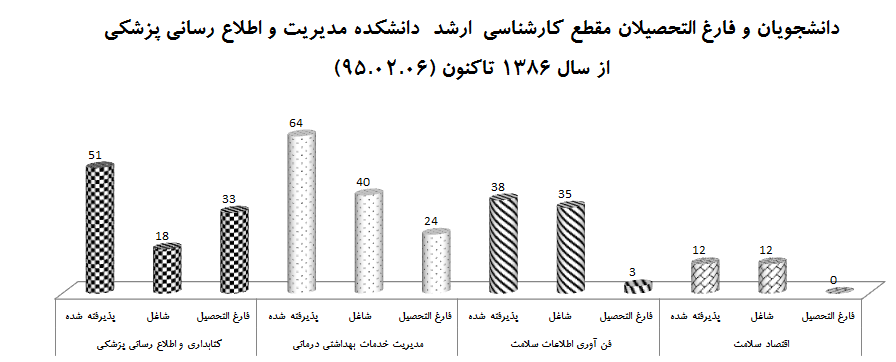 دانشجویان و فارغ التحصیلان مقطع کارشناسی ارشد دانشکده مدیریت و اطلاع رسانی پزشکی
از سال ۱۳۸۶ تاکنون (۹۵.۰۲.۰۶)
51
18
33
64
40
24
38
35
3
12
12
0
پذیرفته شده
شاغل
فارغ التحصیل
پذیرفته شده
شاغل
فارغ التحصیل
پذیرفته شده
شاغل
فارغ التحصیل
پذیرفته شده
شاغل
فارغ التحصیل
کتابداری و اطلاع رسانی پزشکی
مدیریت خدمات بهداشتی درمانی
فن آوری اطلاعات سلامت
اقتصاد سلامت